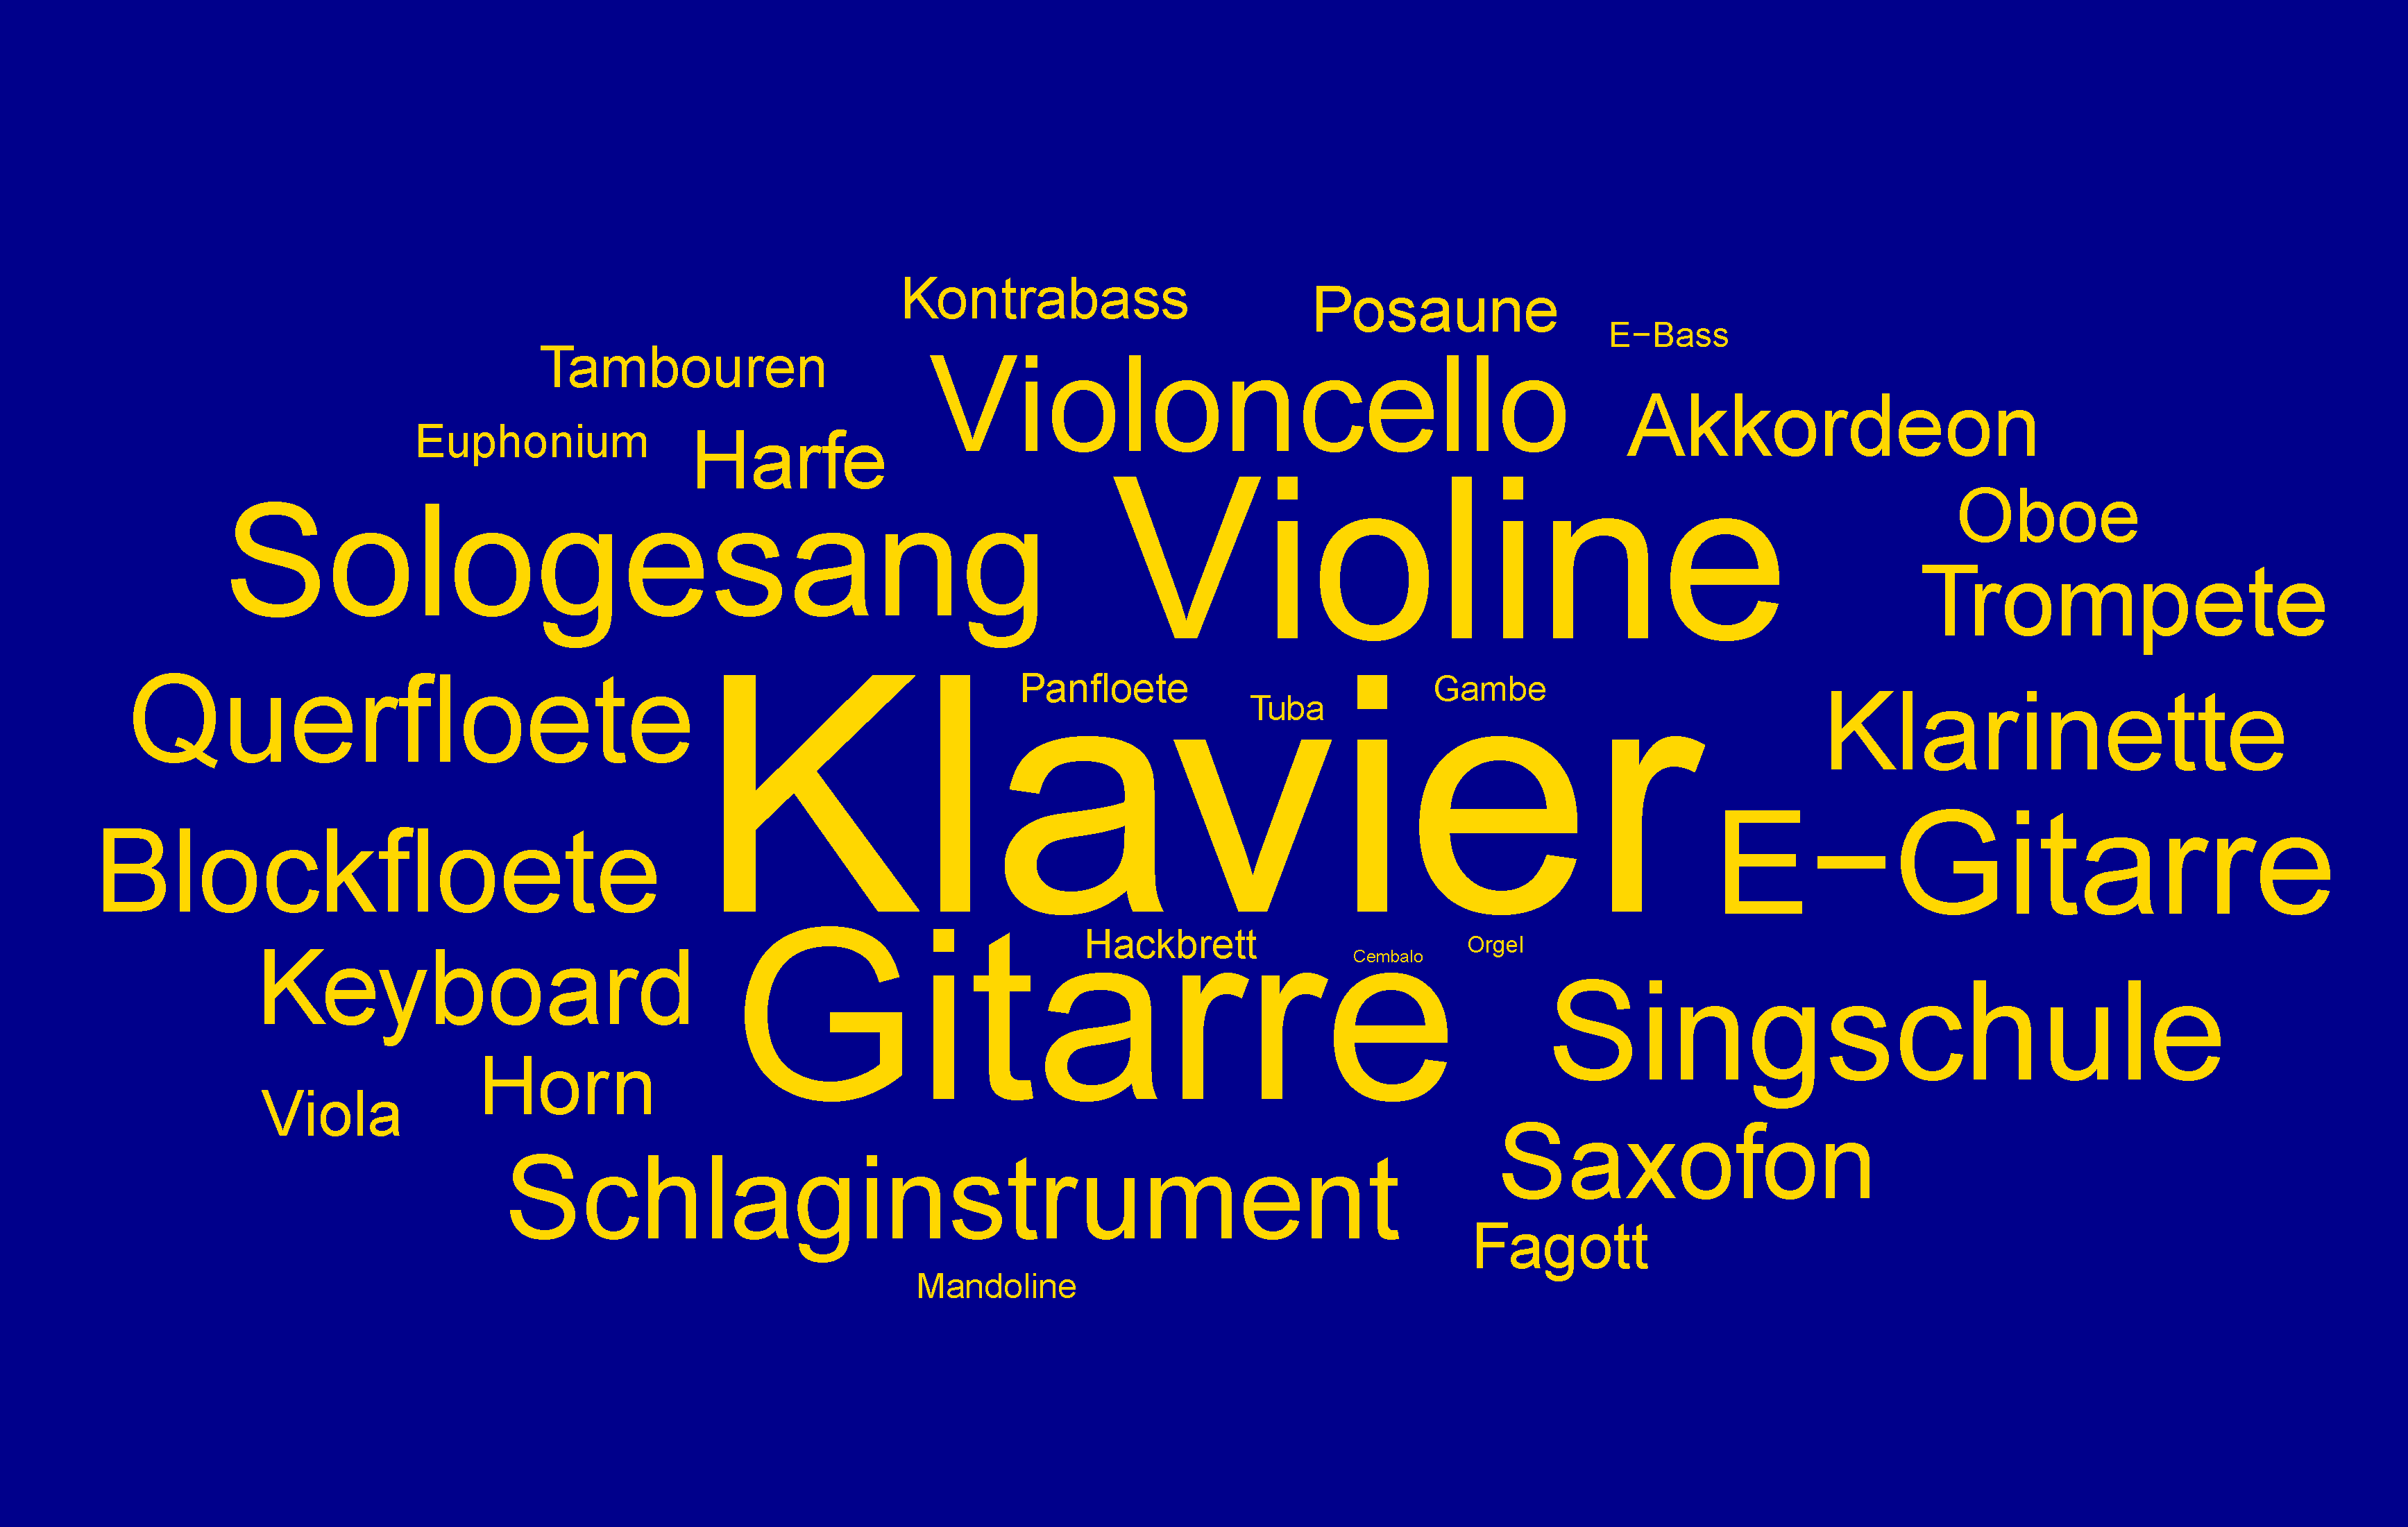 Kontrabass
Posaune
E-Bass
Tambouren
Violoncello
Akkordeon
Euphonium
Harfe
Sologesang
Violine
Oboe
Trompete
Querfloete
Panfloete
Tuba
Gambe
Klavier
Klarinette
Blockfloete
E-Gitarre
Keyboard
Gitarre
Hackbrett
Cembalo
Orgel
Singschule
Viola
Horn
Schlaginstrument
Saxofon
Fagott
Mandoline